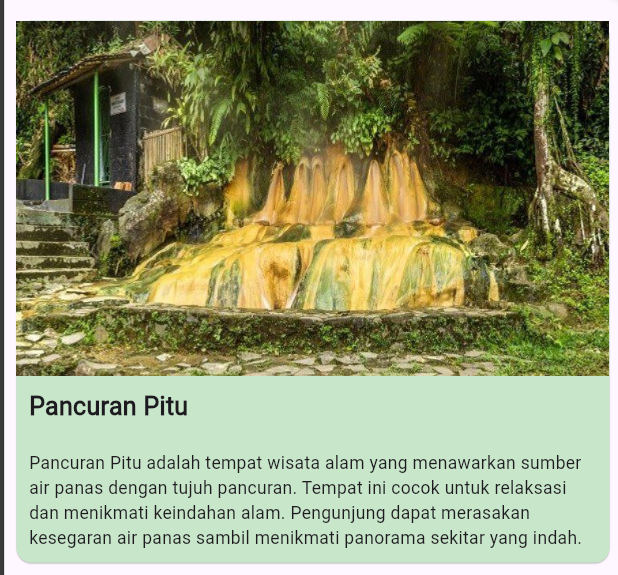 Pancuran Pitu
Pancuran Pitu adalah tempat wisata alam yang menawarkan sumber
air panas dengan tujuh pancuran. Tempat ini cocok untuk relaksasi
dan menikmati keindahan alam. Pengunjung dapat merasakan
kesegaran air panas sambil menikmati panorama sekitar yang indah.